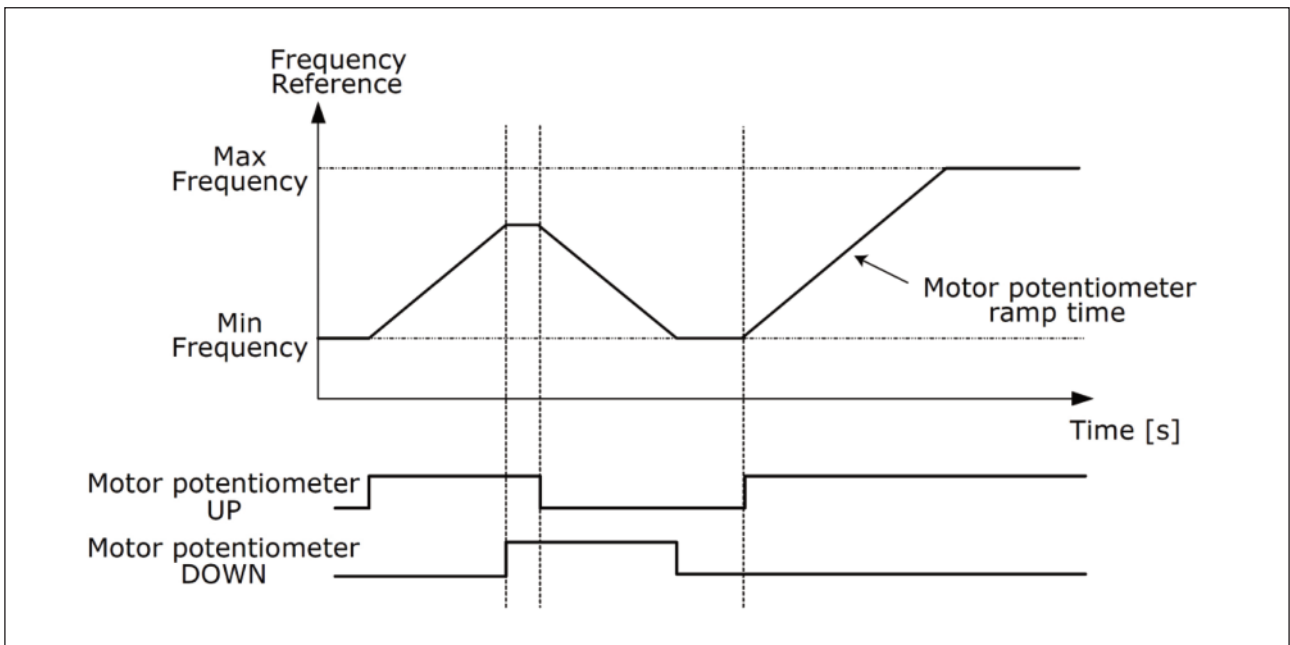 Frequency
Reference
Max
Frequency
Min
Frequency
Motor potentiometer
ramp time
Time [s]
Motor potentiometer
UP
Motor potentiometer
DOWN